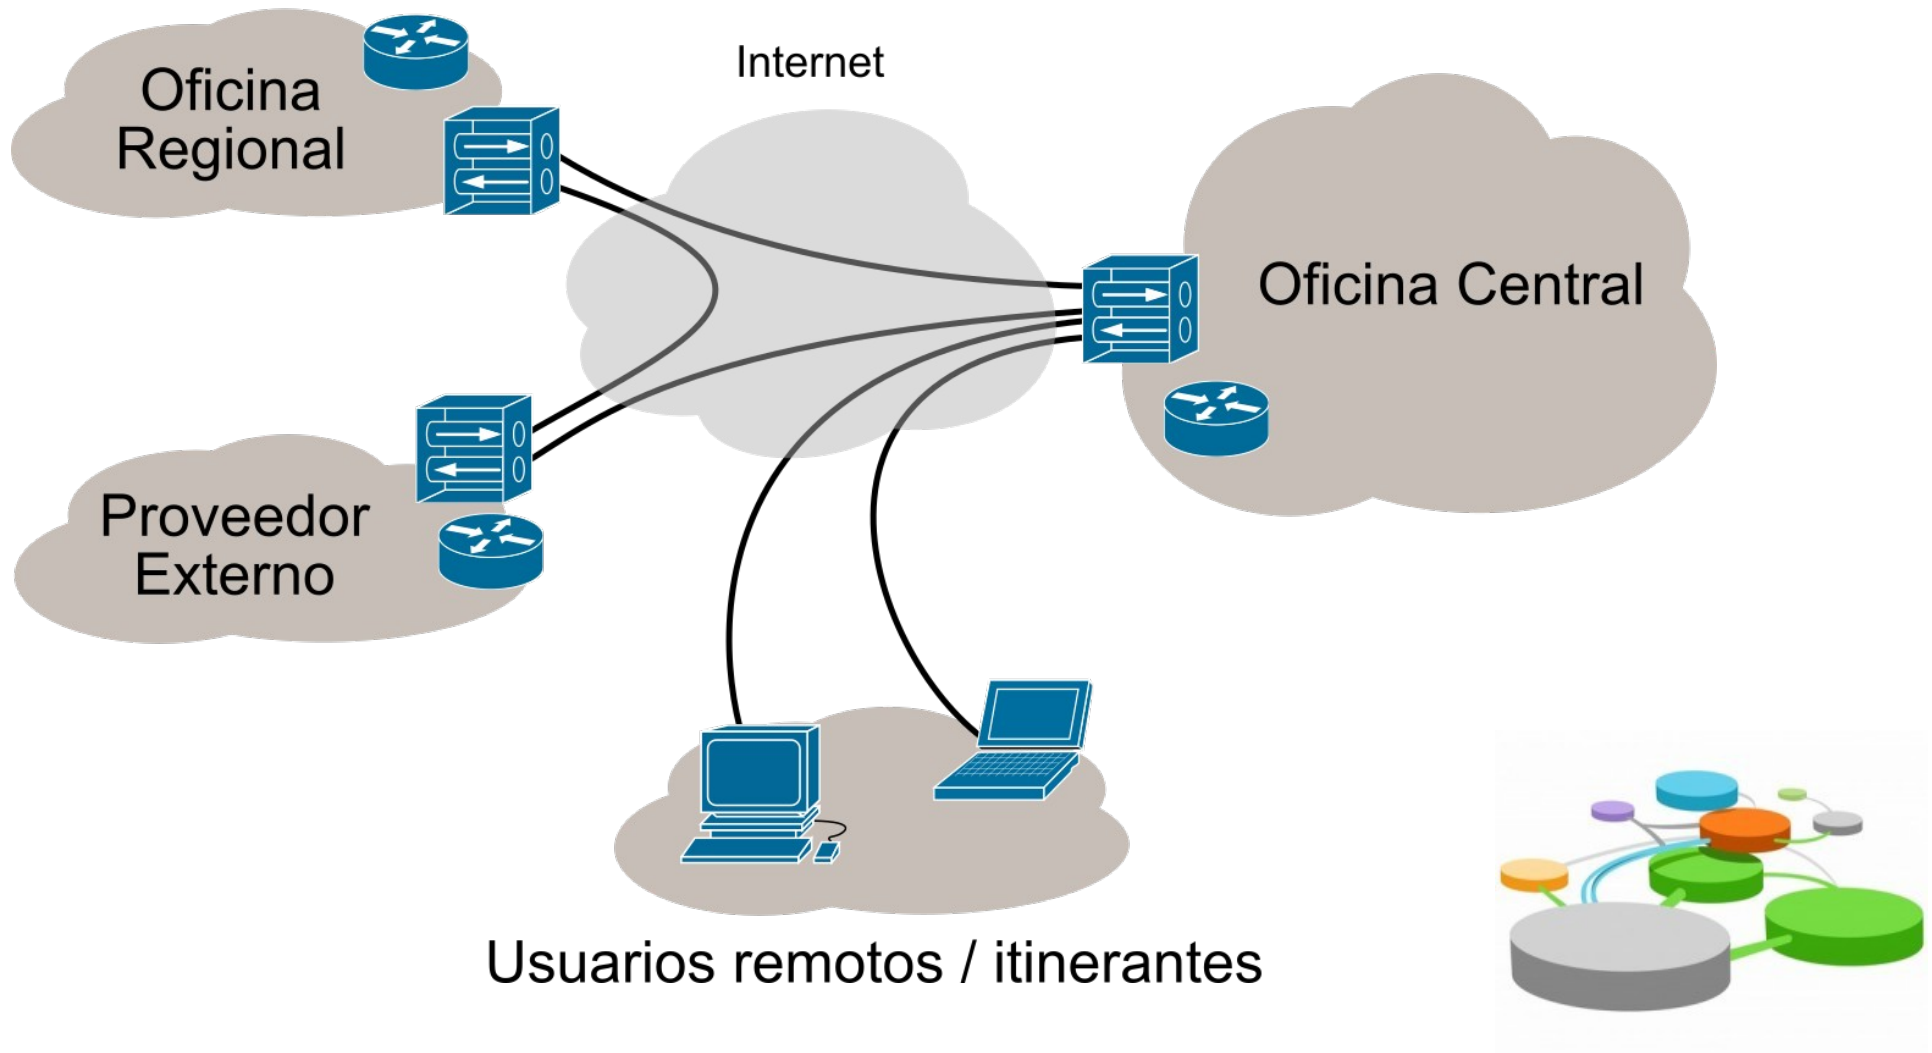 Internet
Oficina
Regional
Oficina Central
Proveedor
Externo
Usuarios remotos / itinerantes